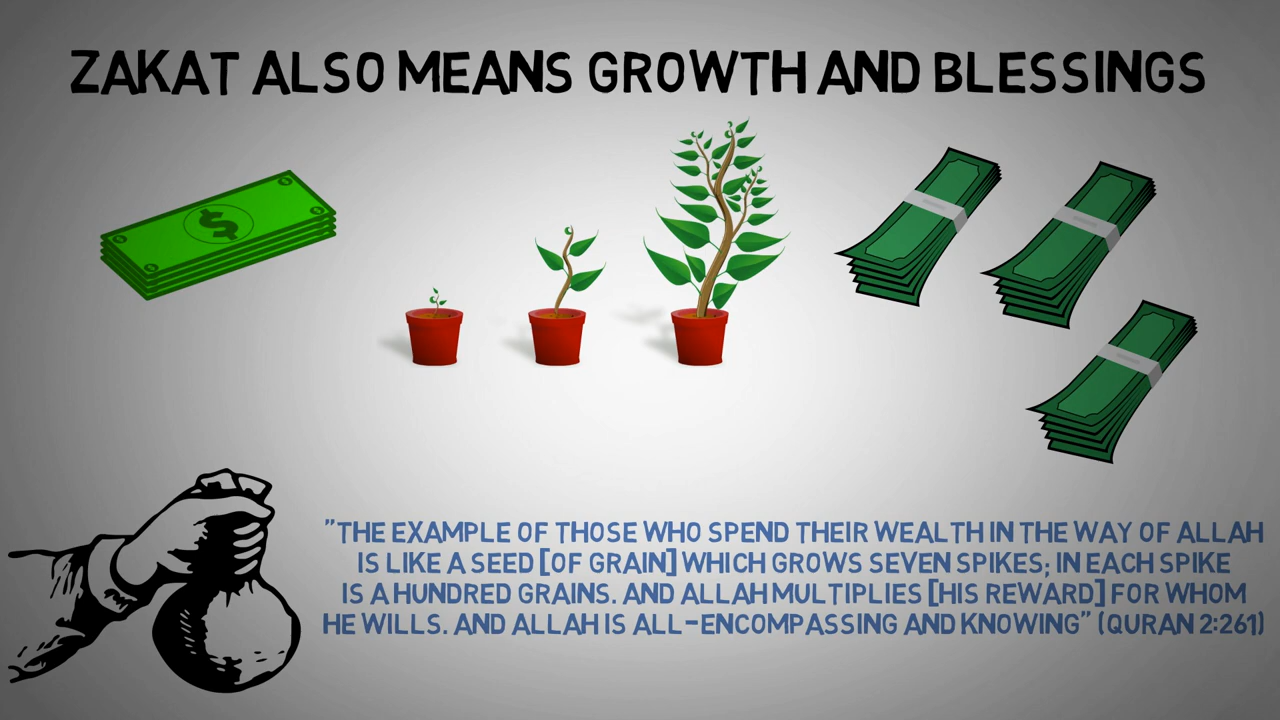 ZAKAT ALSO MEANS GROWTH AND BLESSINGS
$
"THE EXAMPLE OF THOSE WHO SPEND THEIR WEALTH IN THE WAY OF ALLAH
IS LIKE A SEED [OF GRAIN] WHICH GROWS SEVEN SPIKES; IN EACH SPIKE
IS A HUNDRED GRAINS. AND ALLAH MULTIPLIES [HIS REWARD] FOR WHOM
HE WILLS. AND ALLAH IS ALL-ENCOMPASSING AND KNOWING" (QURAN 2:261)